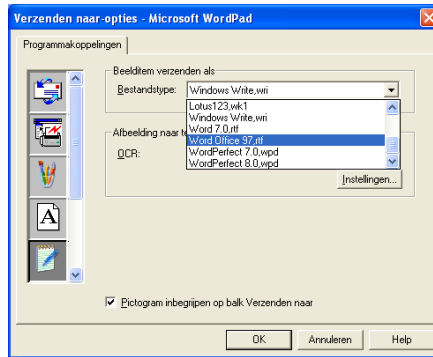 Verzenden naar-opties - Microsoft WordPad
Programmakoppelingen
Beelditem verzenden als
Bestandstype:
Windows Write,wri
Lotus123,wk1
Windows Write,wri
Word 7.0,rtf
Word Office 97,rtf
WordPerfect 7.0,wpd
WordPerfect 8.0,wpd
Afbeelding naar
OCR:
Instellingen...
A
Pictogram inbegrijpen op balk Verzenden naar
OK Annuleren Help